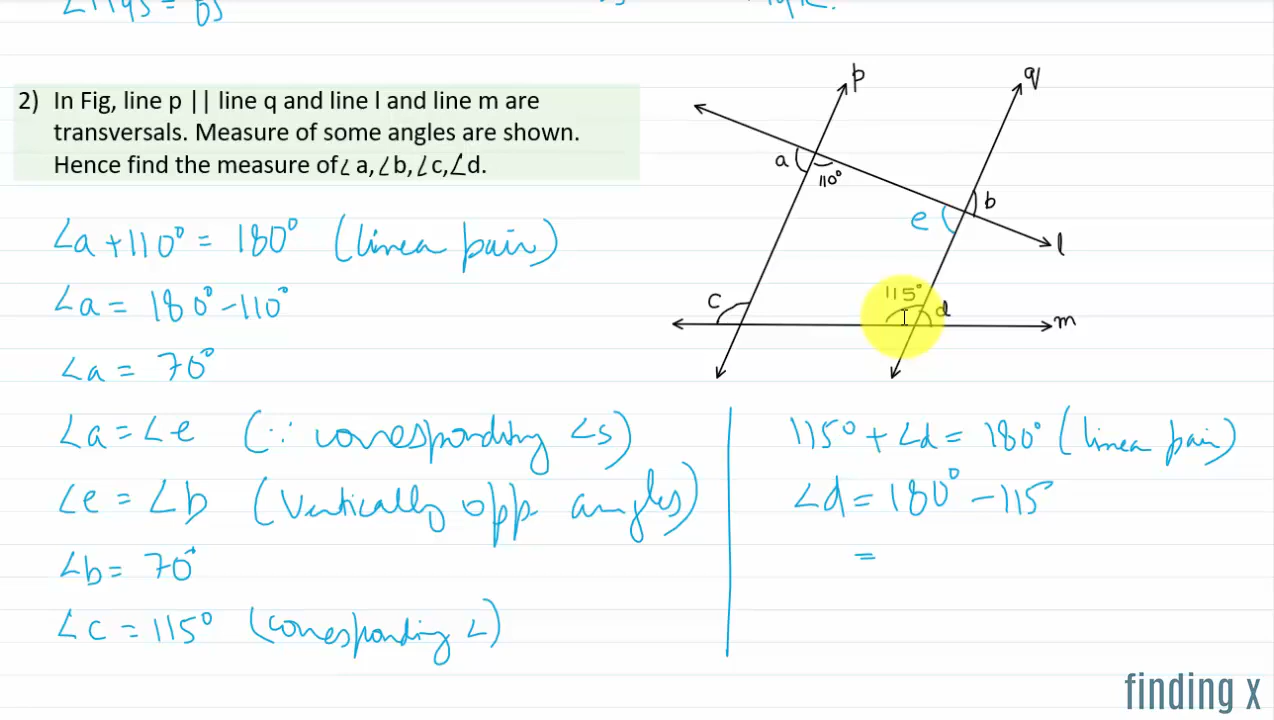 2) In Fig, line p || line q and line l and line m are
transversals. Measure of some angles are shown.
Hence find the measure of ∠a,∠b,∠c,∠d.
p
q
a
110°
b
e
l
c
115°
d
m
∠a + 110° = 180° (linea pair)
∠a = 180° - 110°
∠a = 70°
∠a = ∠e (∵ corresponding ∠s)
∠e = ∠b (Vertically opp angles)
∠b = 70°
∠c = 115° (corresponding ∠)
115° + ∠d = 180° (linea pair)
∠d = 180° - 115°
=
finding x